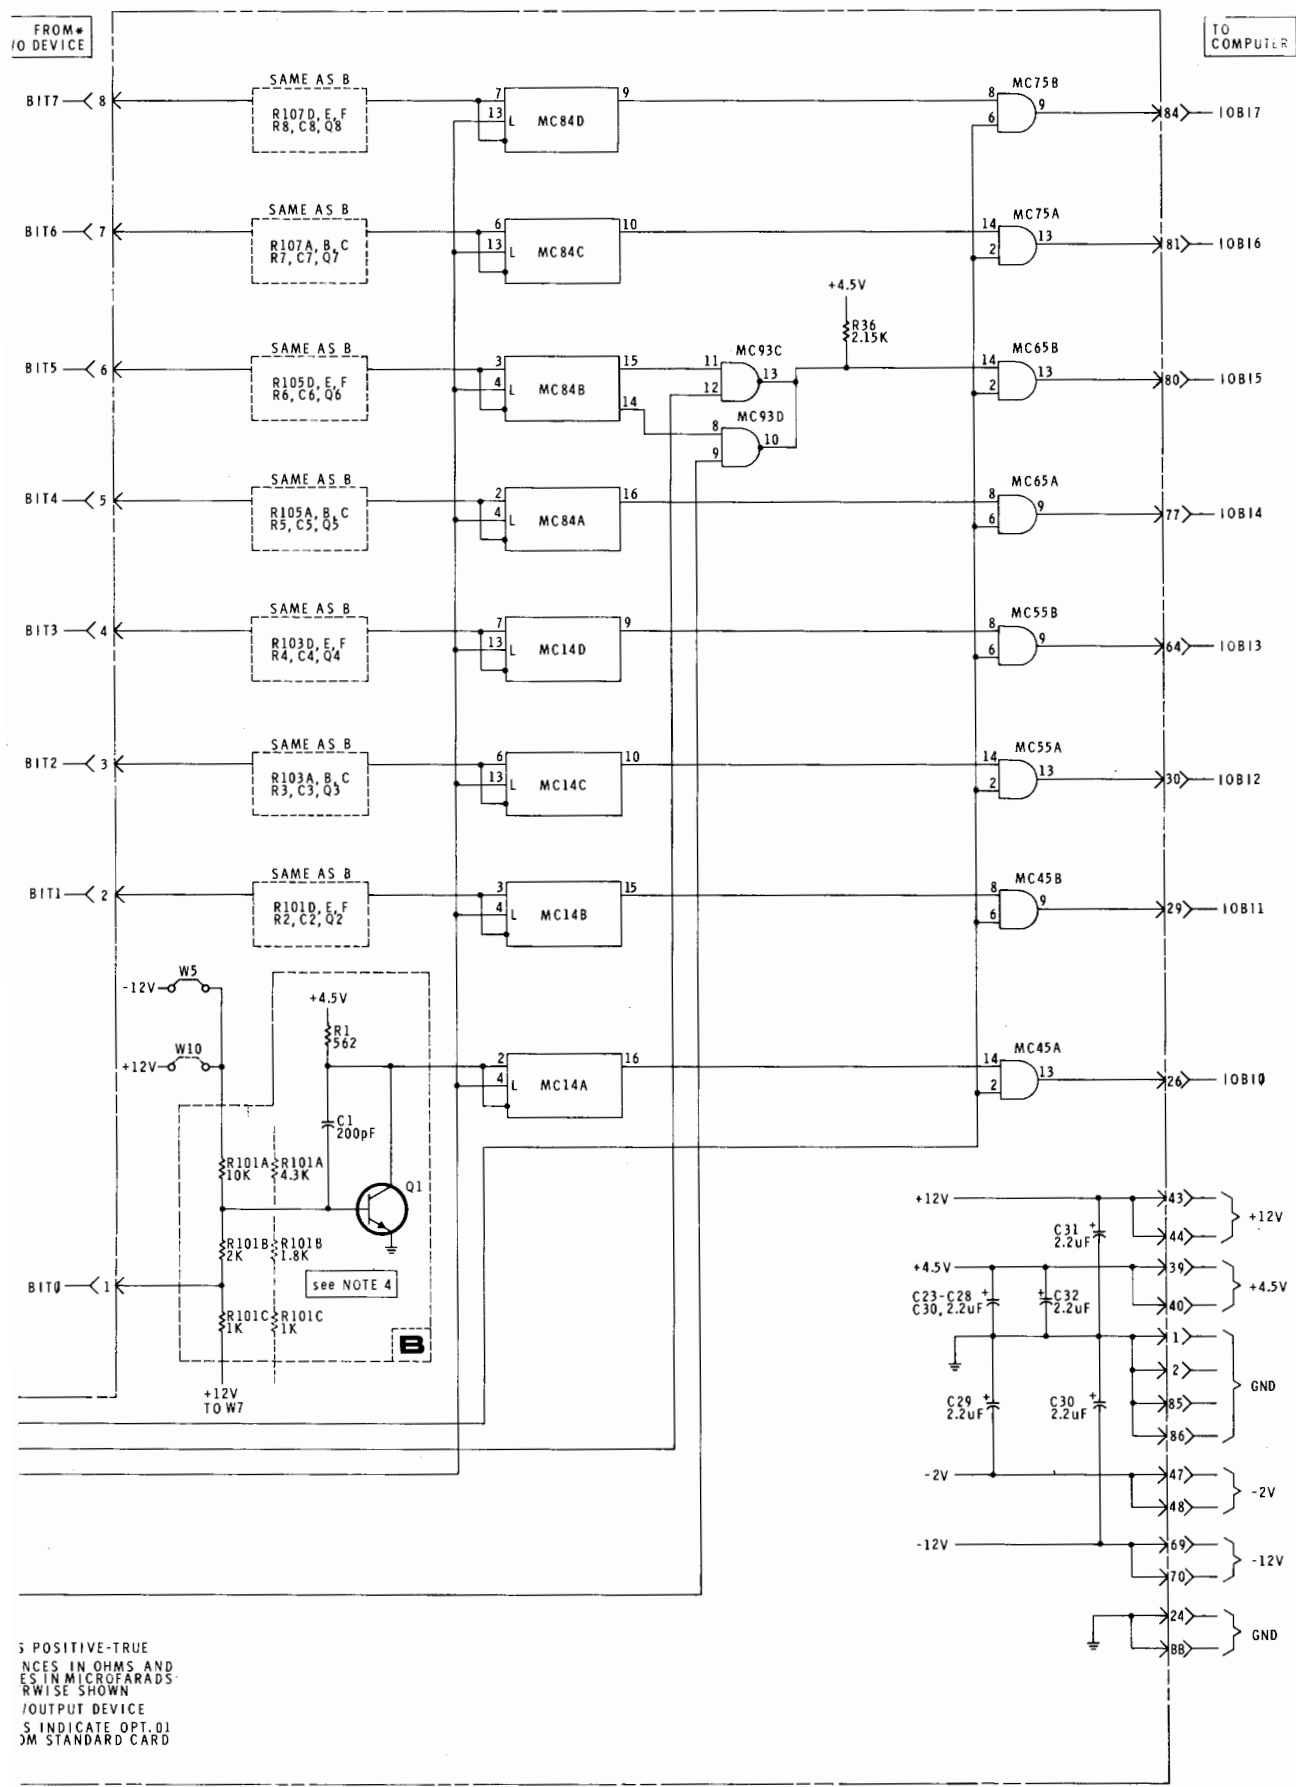 FROM*
/O DEVICE
TO
COMPUTER
BIT7
8
SAME AS B
R107D, E, F
R8, C8, Q8
7
13
L
MC84D
9
MC75B
8
6
9
84
IOBI7
BIT6
7
SAME AS B
R107A, B, C
R7, C7, Q7
6
13
L
MC84C
10
MC75A
14
2
13
81
IOBI6
+4.5V
R36
2.15K
BIT5
6
SAME AS B
R105D, E, F
R6, C6, Q6
3
4
L
MC84B
15
14
MC93C
11
12
13
MC93D
8
9
10
MC65B
14
2
13
80
IOBI5
BIT4
5
SAME AS B
R105A, B, C
R5, C5, Q5
2
4
L
MC84A
16
MC65A
8
6
9
77
IOBI4
BIT3
4
SAME AS B
R103D, E, F
R4, C4, Q4
7
13
L
MC14D
9
MC55B
8
6
9
64
IOBI3
BIT2
3
SAME AS B
R103A, B, C
R3, C3, Q3
6
13
L
MC14C
10
MC55A
14
2
13
30
IOBI2
BIT1
2
SAME AS B
R101D, E, F
R2, C2, Q2
3
4
L
MC14B
15
MC45B
8
6
9
29
IOBI1
-12V
W5
+12V
W10
+4.5V
R1
562
2
4
L
MC14A
16
MC45A
14
2
13
26
IOBI0
C1
200pF
R101A
10K
R101A
4.3K
Q1
R101B
2K
R101B
1.8K
BIT0
1
see NOTE 4
R101C
1K
R101C
1K
B
+12V
TO W7
+12V
43
44
+12V
C31
2.2uF
+
+4.5V
39
40
+4.5V
C23-C28
C30, 2.2uF
+
C32
2.2uF
+
1
2
85
86
GND
C29
2.2uF
+
C30
2.2uF
+
-2V
47
48
-2V
-12V
69
70
-12V
24
BB
GND
S POSITIVE-TRUE
NCES IN OHMS AND
ES IN MICROFARADS
RWISE SHOWN
/OUTPUT DEVICE
S INDICATE OPT.01
OM STANDARD CARD